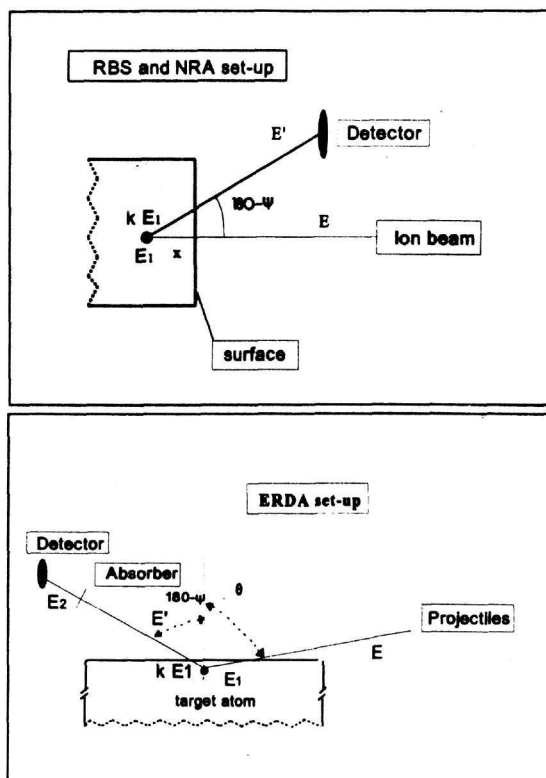 RBS and NRA set-up
E'
Detector
180-Ψ
E
k E1
Ion beam
E1
x
surface
ERDA set-up
Detector
Absorber
θ
180-Ψ
E2
E'
Projectiles
k E1
E1
E
target atom